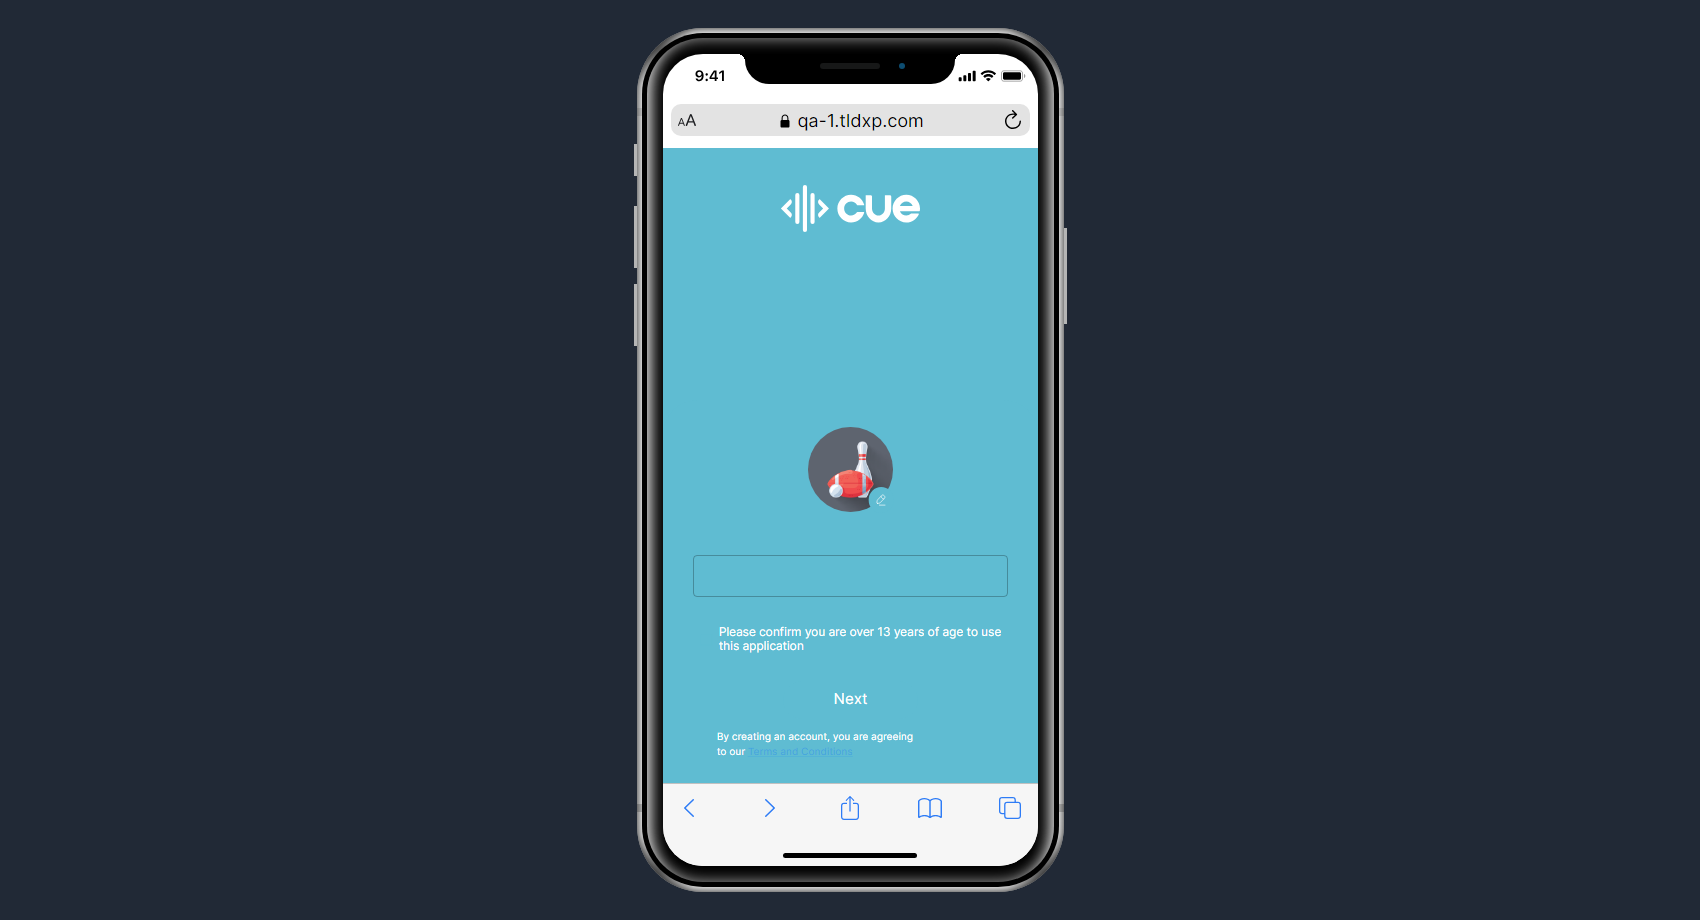 9:41
AA
qa-1.tldxp.com
cue
Please confirm you are over 13 years of age to use
this application
Next
By creating an account, you are agreeing
to our Terms and Conditions